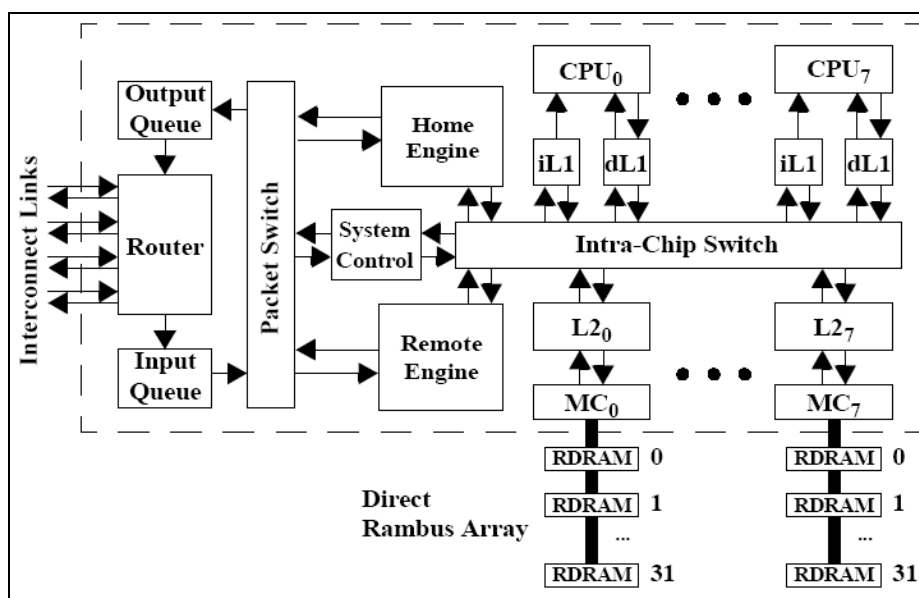 CPU0
CPU7
Output
Queue
Home
Engine
iL1
dL1
iL1
dL1
Interconnect Links
Router
Packet Switch
System
Control
Intra-Chip Switch
Input
Queue
Remote
Engine
L20
L27
MC0
MC7
Direct
Rambus Array
RDRAM 0
RDRAM 1
...
RDRAM 31
RDRAM 0
RDRAM 1
...
RDRAM 31